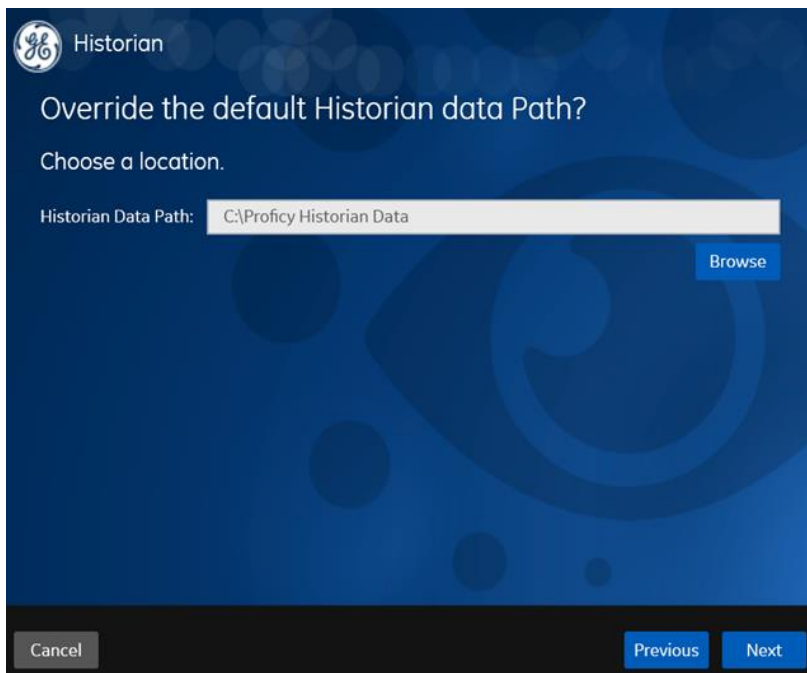 GE Historian
Override the default Historian data Path?
Choose a location.
Historian Data Path: C:\Proficy Historian Data
Browse
Cancel Previous Next